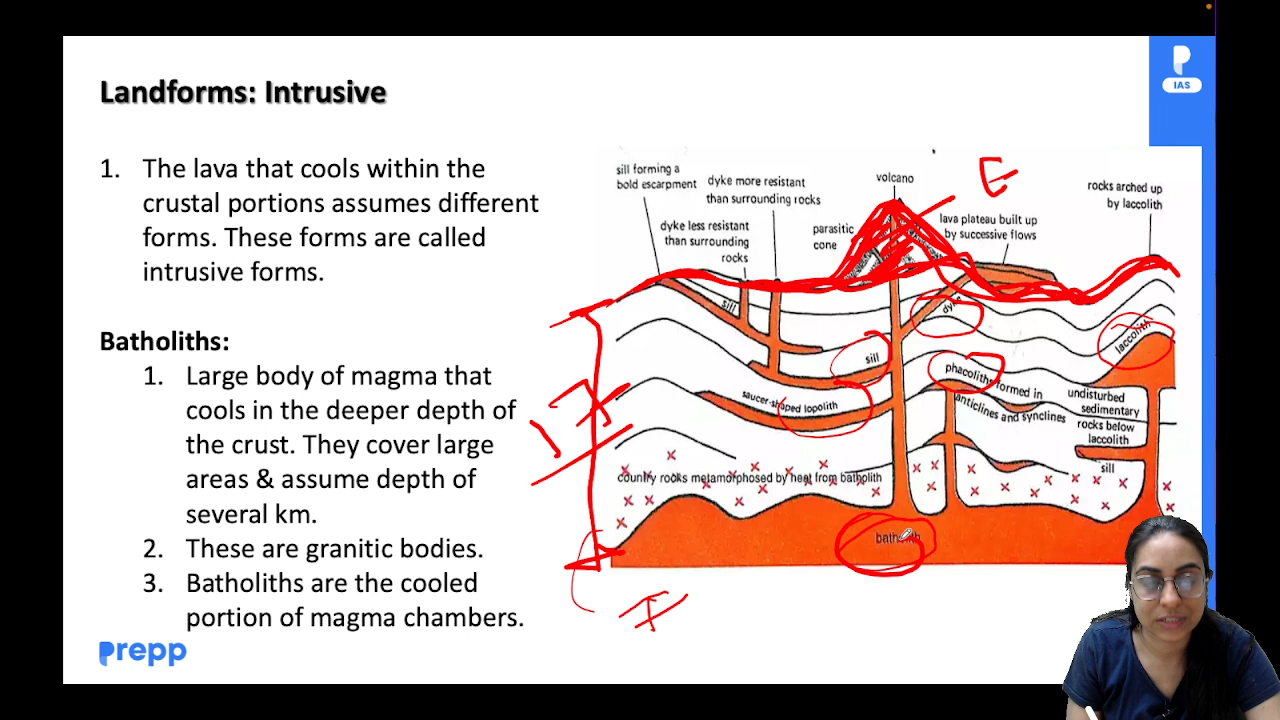 Landforms: Intrusive
IAS
1. The lava that cools within the
crustal portions assumes different
forms. These forms are called
intrusive forms.
Batholiths:
1. Large body of magma that
cools in the deeper depth of
the crust. They cover large
areas & assume depth of
several km.
2. These are granitic bodies.
3. Batholiths are the cooled
portion of magma chambers.
prepp
sill forming a
bold escarpment
dyke more resistant
than surrounding rocks
dyke less resistant
than surrounding
rocks
volcano
E
parasitic
cone
lava plateau built up
by successive flows
rocks arched up
by laccolith
sill
dyke
laccolith
sill
saucer-shaped lopolith
phacoliths formed in
anticlines and synclines
undisturbed
sedimentary
rocks below
laccolith
sill
country rocks metamorphosed by heat from batholith
batholith
I